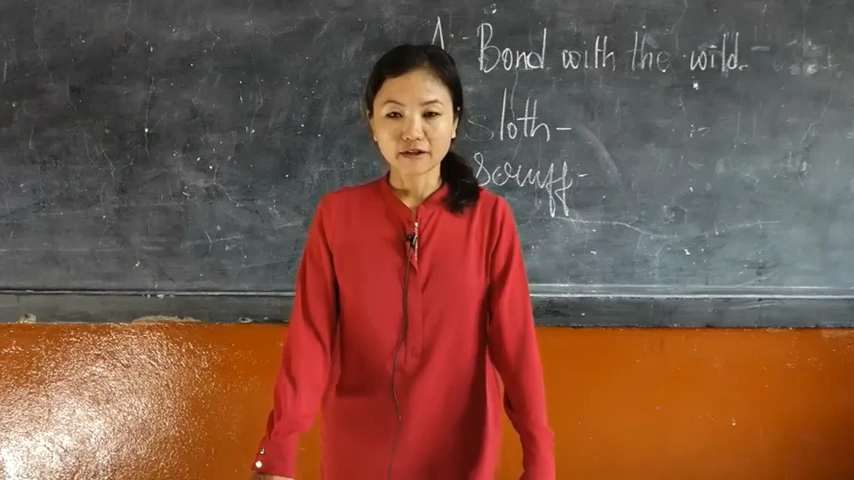 A Bond with the wild.
sloth-
scruff-